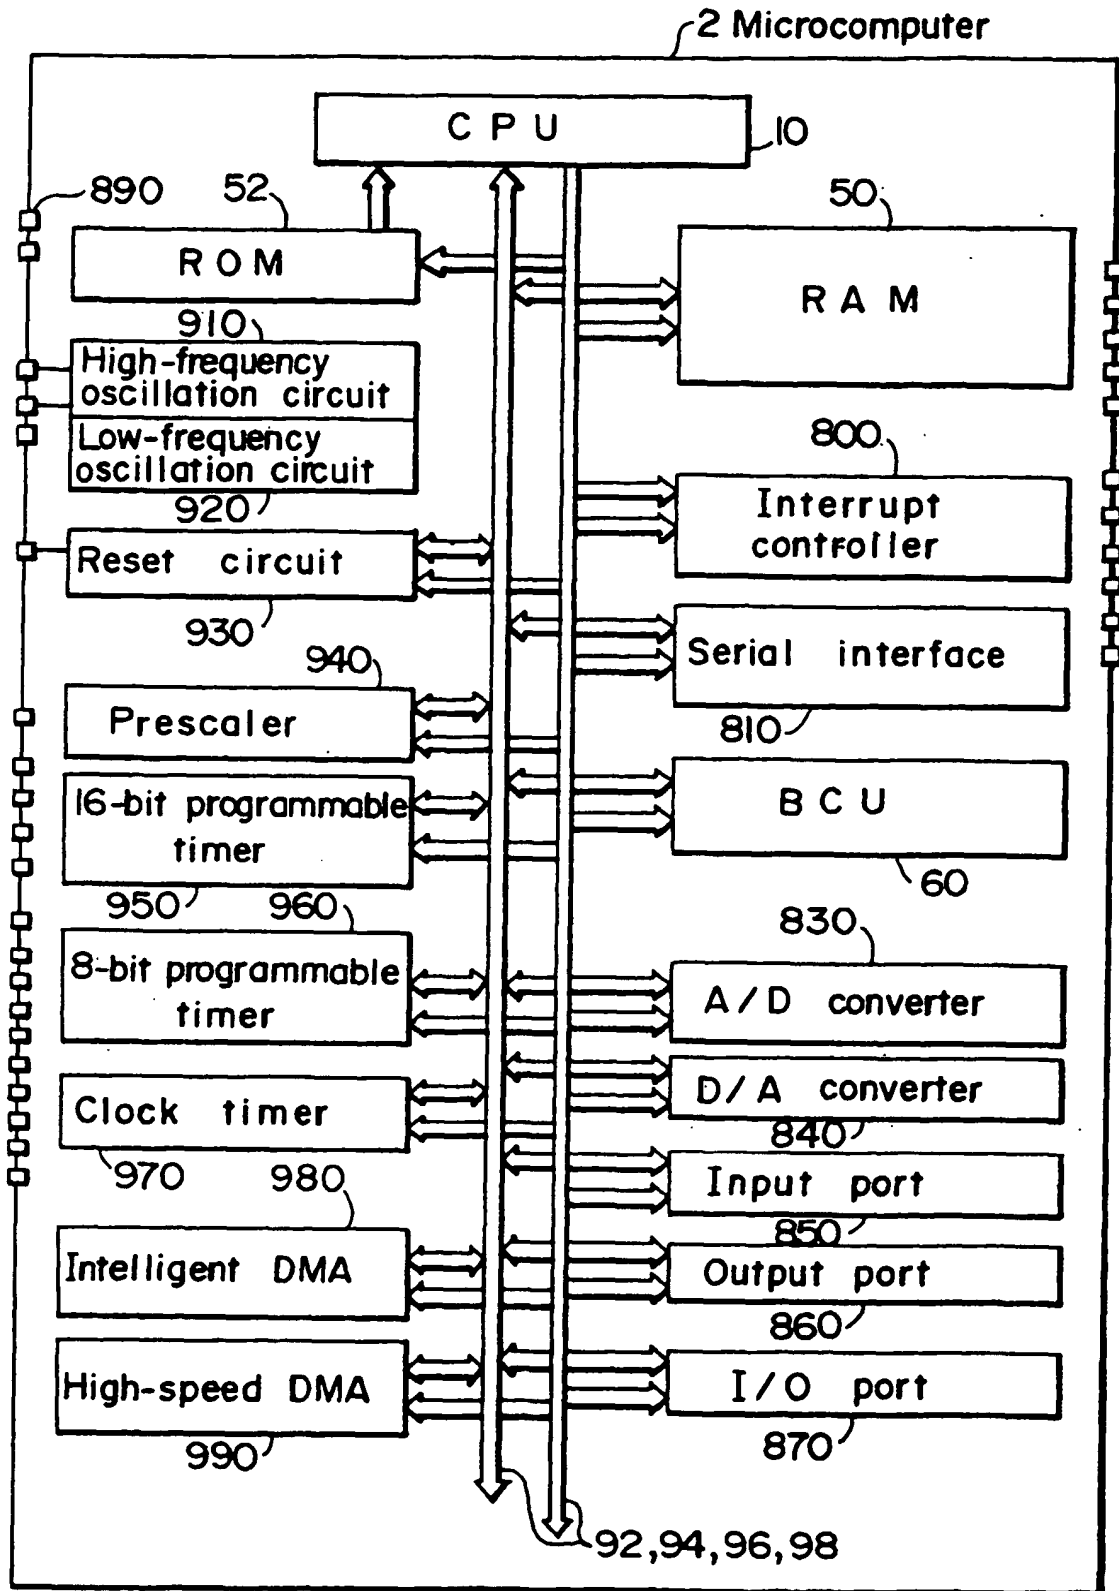 2 Microcomputer
CPU
10
890
52
ROM
50
RAM
910
High-frequency
oscillation circuit
Low-frequency
oscillation circuit
920
800
Interrupt
controller
Reset circuit
930
Serial interface
810
940
Prescaler
16-bit programmable
timer
950
BCU
60
960
8-bit programmable
timer
830
A/D converter
D/A converter
840
Clock timer
970
Input port
850
980
Intelligent DMA
Output port
860
High-speed DMA
990
I/O port
870
92, 94, 96, 98